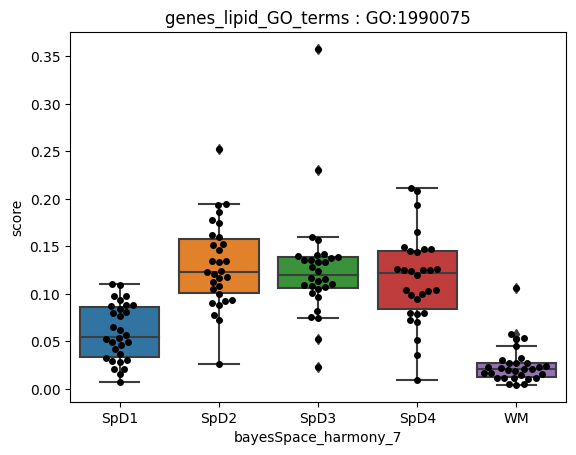 genes_lipid_GO_terms : GO:1990075
0.35
0.30
0.25
0.20
0.15
0.10
0.05
0.00
score
SpD1 SpD2 SpD3 SpD4 WM
bayesSpace_harmony_7